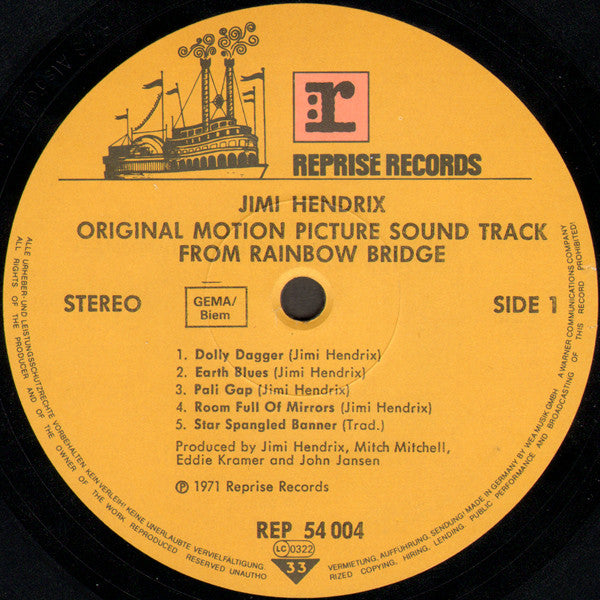 r
REPRISE RECORDS
JIMI HENDRIX
ORIGINAL MOTION PICTURE SOUND TRACK
FROM RAINBOW BRIDGE
STEREO
GEMA/
Biem
SIDE 1
1. Dolly Dagger (Jimi Hendrix)
2. Earth Blues (Jimi Hendrix)
3. Pali Gap (Jimi Hendrix)
4. Room Full Of Mirrors (Jimi Hendrix)
5. Star Spangled Banner (Trad.)
Produced by Jimi Hendrix, Mitch Mitchell,
Eddie Kramer and John Jansen
Ⓟ 1971 Reprise Records
REP 54 004
LC 0322
33
ALLE URHEBER- UND LEISTUNGSSCHUTZRECHTE VORBEHALTEN KEIN VERLEIH! KEINE UNERLAUBTE VERVIELFÄLTIGUNG, VERMIETUNG, AUFFÜHRUNG, SENDUNG! MADE IN GERMANY BY WEA MUSIK GMBH A WARNER COMMUNICATIONS COMPANY
ALL RIGHTS OF THE PRODUCER AND OF THE OWNER OF THE WORK REPRODUCED RESERVED UNAUTHORIZED COPYING, HIRING, LENDING, PUBLIC PERFORMANCE AND BROADCASTING OF THIS RECORD PROHIBITED!